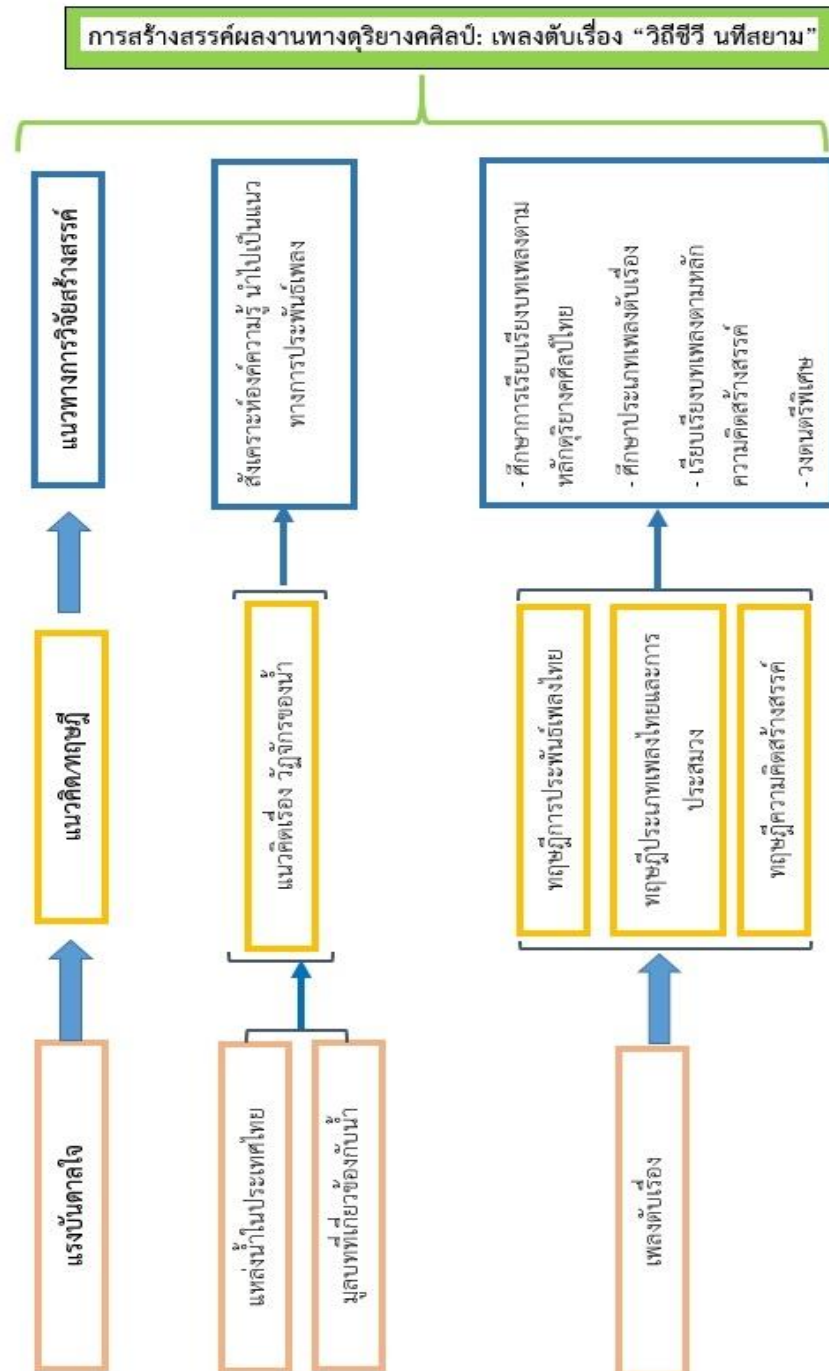 การสร้างสรรค์ผลงานทางดุริยางคศิลป์: เพลงตับเรื่อง “วิถีชีวี นทีสยาม”
แรงบันดาลใจ
แนวคิด/ทฤษฎี
แนวทางการวิจัยสร้างสรรค์
แหล่งน้ำในประเทศไทย
มูลบทที่เกี่ยวข้องกับน้ำ
แนวคิดเรื่อง วัฏจักรของน้ำ
สังเคราะห์องค์ความรู้ นำไปเป็นแนว
ทางการประพันธ์เพลง
เพลงตับเรื่อง
ทฤษฎีการประพันธ์เพลงไทย
ทฤษฎีประเภทเพลงไทยและการ
ประสมวง
ทฤษฎีความคิดสร้างสรรค์
- ศึกษาการเรียบเรียงบทเพลงตาม
หลักดุริยางคศิลป์ไทย
- ศึกษาประเภทเพลงตับเรื่อง
- เรียบเรียงบทเพลงตามหลัก
ความคิดสร้างสรรค์
- วงดนตรีพิเศษ